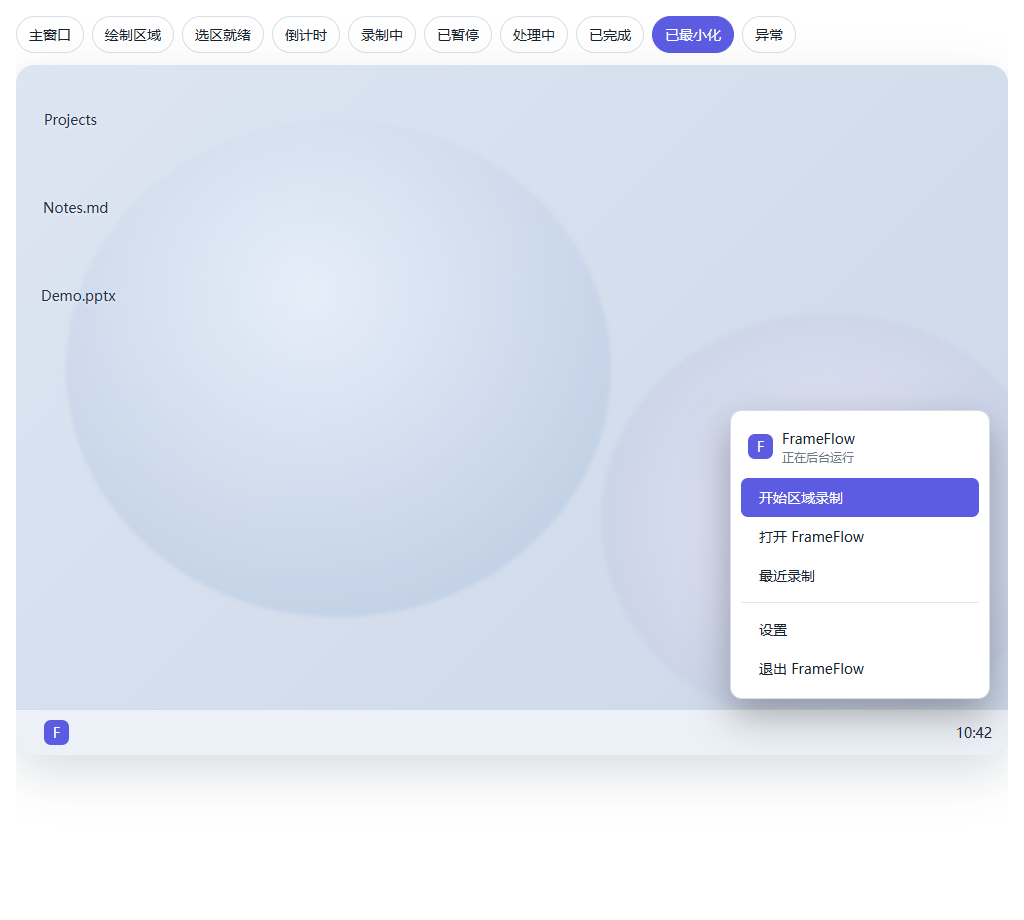 主窗口 绘制区域 选区就绪 倒计时 录制中 已暂停 处理中 已完成 已最小化 异常
Projects
Notes.md
Demo.pptx
F FrameFlow
正在后台运行
开始区域录制
打开 FrameFlow
最近录制
设置
退出 FrameFlow
F 10:42